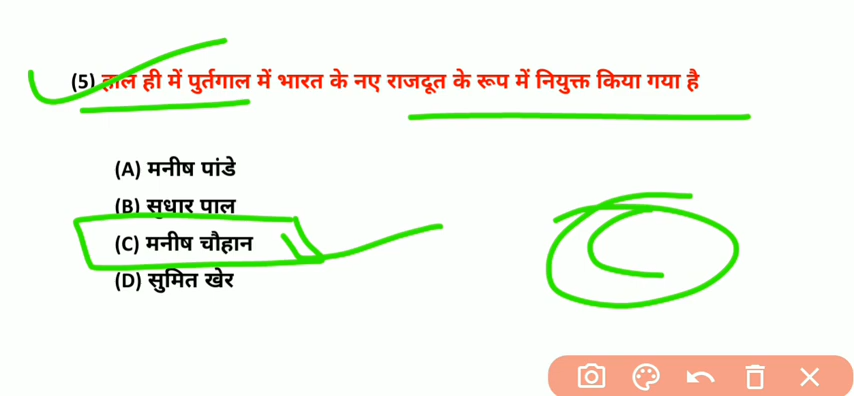 (5) हाल ही में पुर्तगाल में भारत के नए राजदूत के रूप में नियुक्त किया गया है
(A) मनीष पांडे
(B) सुधार पाल
(C) मनीष चौहान
(D) सुमित खेर